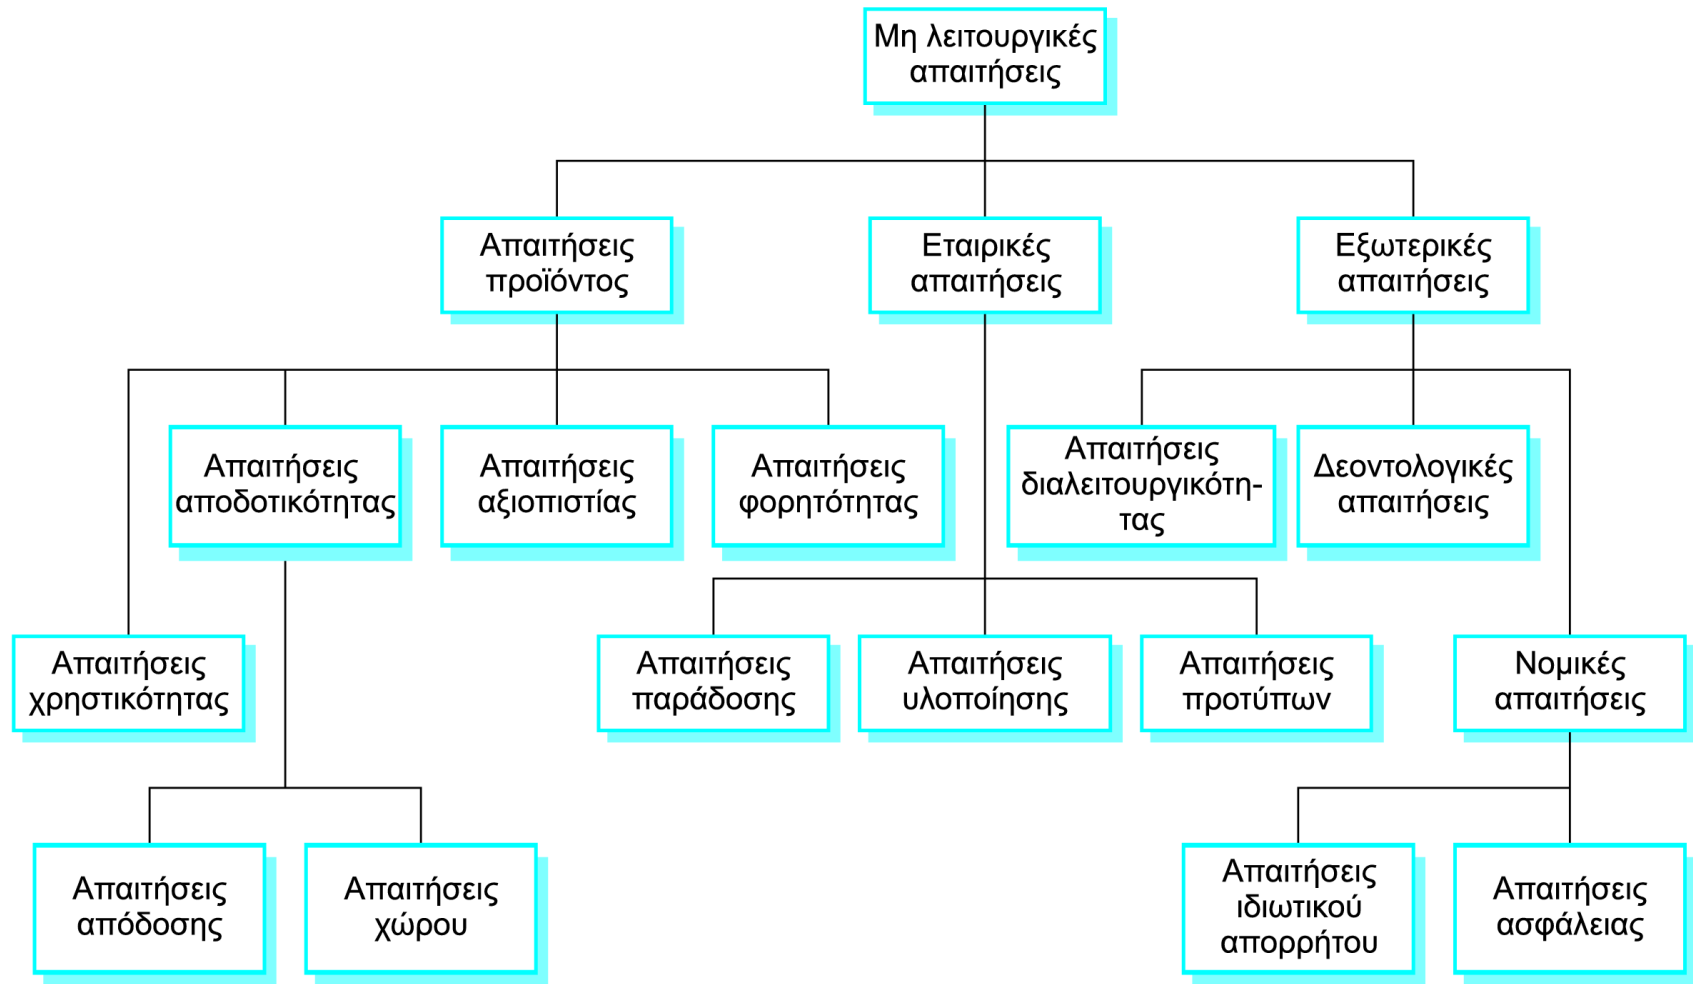 Μη λειτουργικές
απαιτήσεις
Απαιτήσεις
προϊόντος
Εταιρικές
απαιτήσεις
Εξωτερικές
απαιτήσεις
Απαιτήσεις
αποδοτικότητας
Απαιτήσεις
αξιοπιστίας
Απαιτήσεις
φορητότητας
Απαιτήσεις
διαλειτουργικότη-
τας
Δεοντολογικές
απαιτήσεις
Απαιτήσεις
χρηστικότητας
Απαιτήσεις
παράδοσης
Απαιτήσεις
υλοποίησης
Απαιτήσεις
προτύπων
Νομικές
απαιτήσεις
Απαιτήσεις
απόδοσης
Απαιτήσεις
χώρου
Απαιτήσεις
ιδιωτικού
απορρήτου
Απαιτήσεις
ασφάλειας